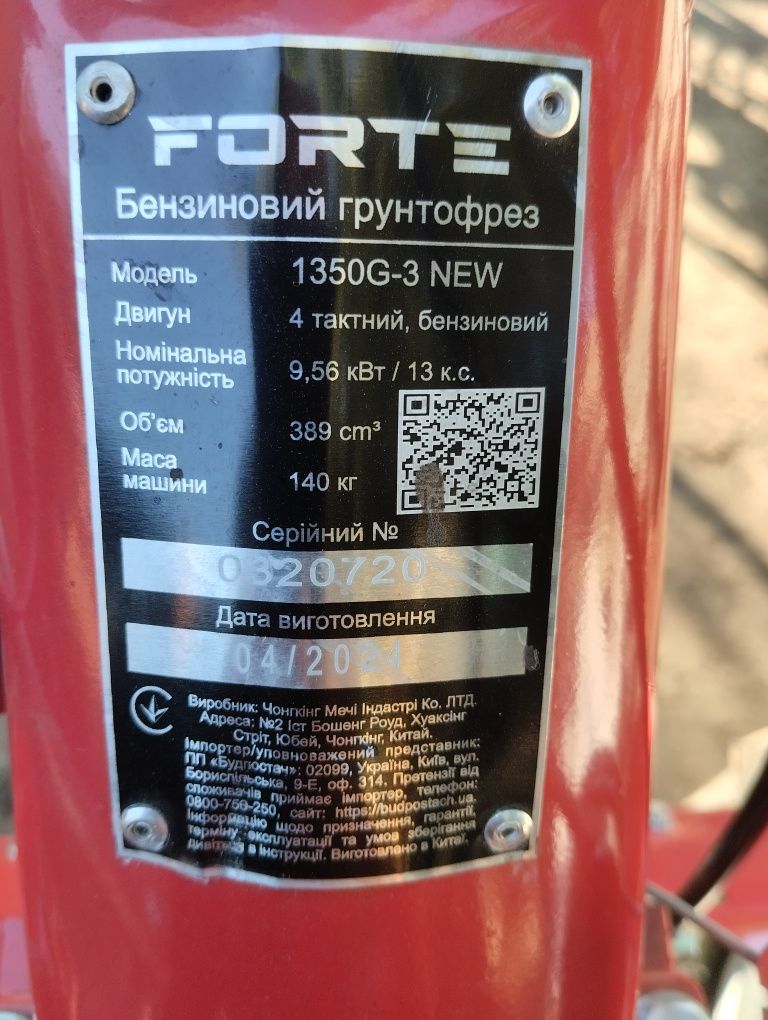 FORTE
Бензиновий грунтофрез
Модель 1350G-3 NEW
Двигун 4 тактний, бензиновий
Номінальна потужність 9,56 кВт / 13 к.с.
Об'єм 389 cm³
Маса машини 140 кг
Серійний №
0320720
Дата виготовлення
04/2024
Виробник: Чонгкінг Мечі Індастрі Ко. ЛТД.
Адреса: №2 Іст Бошенг Роуд, Хуаксінг
Стріт, Юбей, Чонгкінг, Китай.
Імпортер/уповноважений представник:
ПП «Будпостач»: 02099, Україна, Київ, вул.
Бориспільська, 9-Е, оф. 314. Претензії від
споживачів приймає імпортер, телефон:
0800-750-250, сайт: https://budpostach.ua.
Інформацію щодо призначення, гарантії,
терміну експлуатації та умов зберігання
дивіться в інструкції. Виготовлено в Китаї.